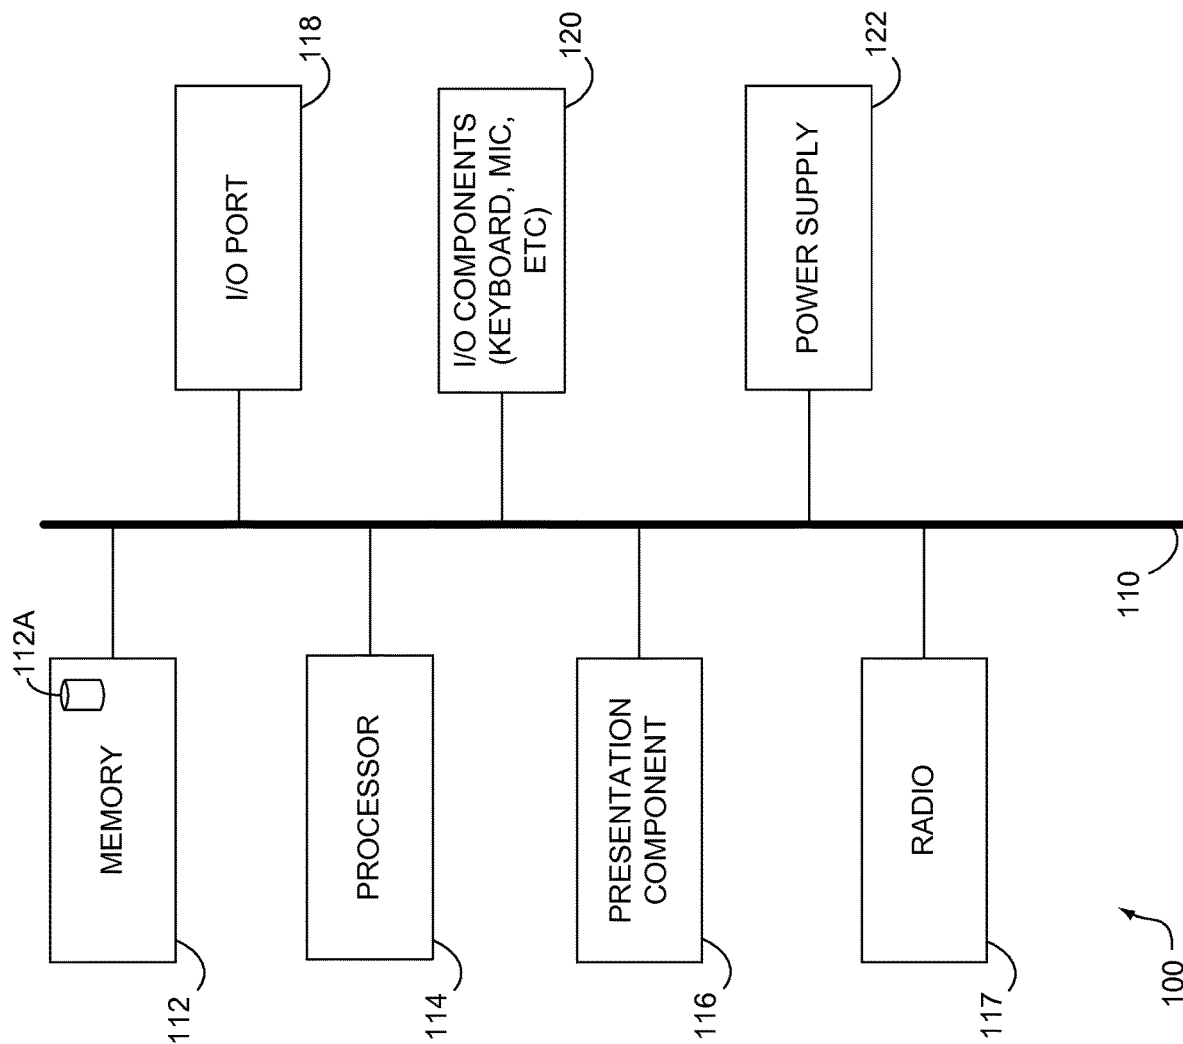 112A
MEMORY
112
PROCESSOR
114
PRESENTATION
COMPONENT
116
RADIO
117
I/O PORT
118
I/O COMPONENTS
(KEYBOARD, MIC,
ETC)
120
POWER SUPPLY
122
110
100